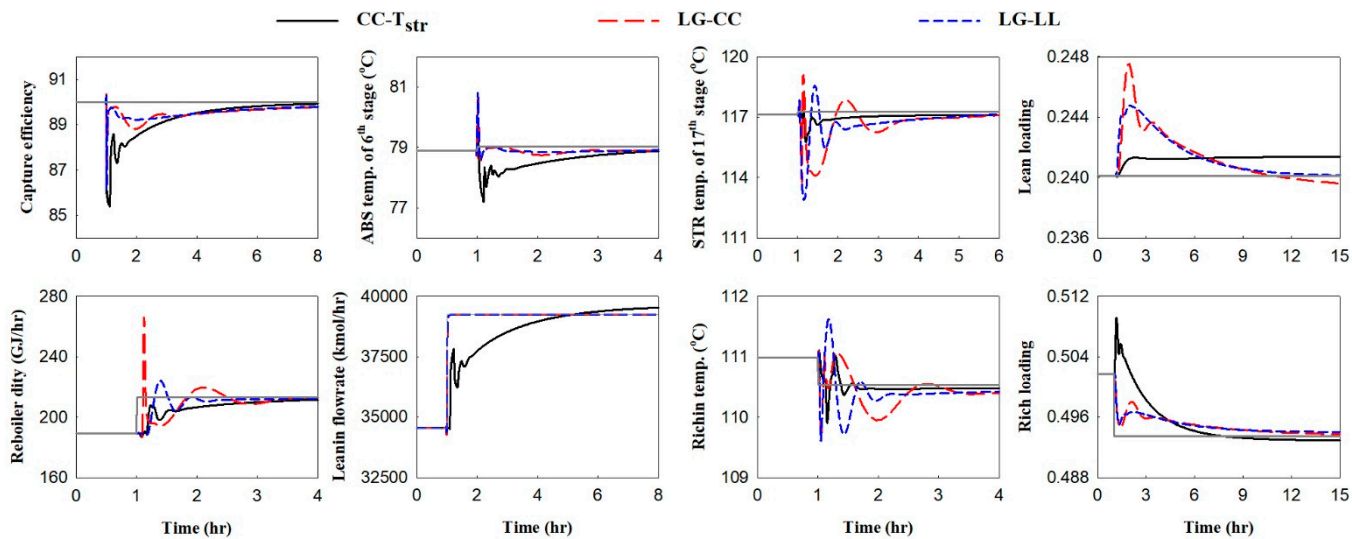 CC-Tstr LG-CC LG-LL
Capture efficiency
91
89
87
85
0 2 4 6 8
ABS temp. of 6th stage (°C)
81
79
77
0 2 4 6 8
STR temp. of 17th stage (°C)
120
117
114
111
0 1 2 3 4 5 6
Lean loading
0.248
0.244
0.240
0.236
0 3 6 9 12 15
Reboiler dity (GJ/hr)
280
240
200
160
0 1 2 3 4
Time (hr)
Leanin flowrate (kmol/hr)
40000
37500
35000
32500
0 2 4 6 8
Time (hr)
Richin temp. (°C)
112
111
110
109
0 1 2 3 4
Time (hr)
Rich loading
0.512
0.504
0.496
0.488
0 3 6 9 12 15
Time (hr)